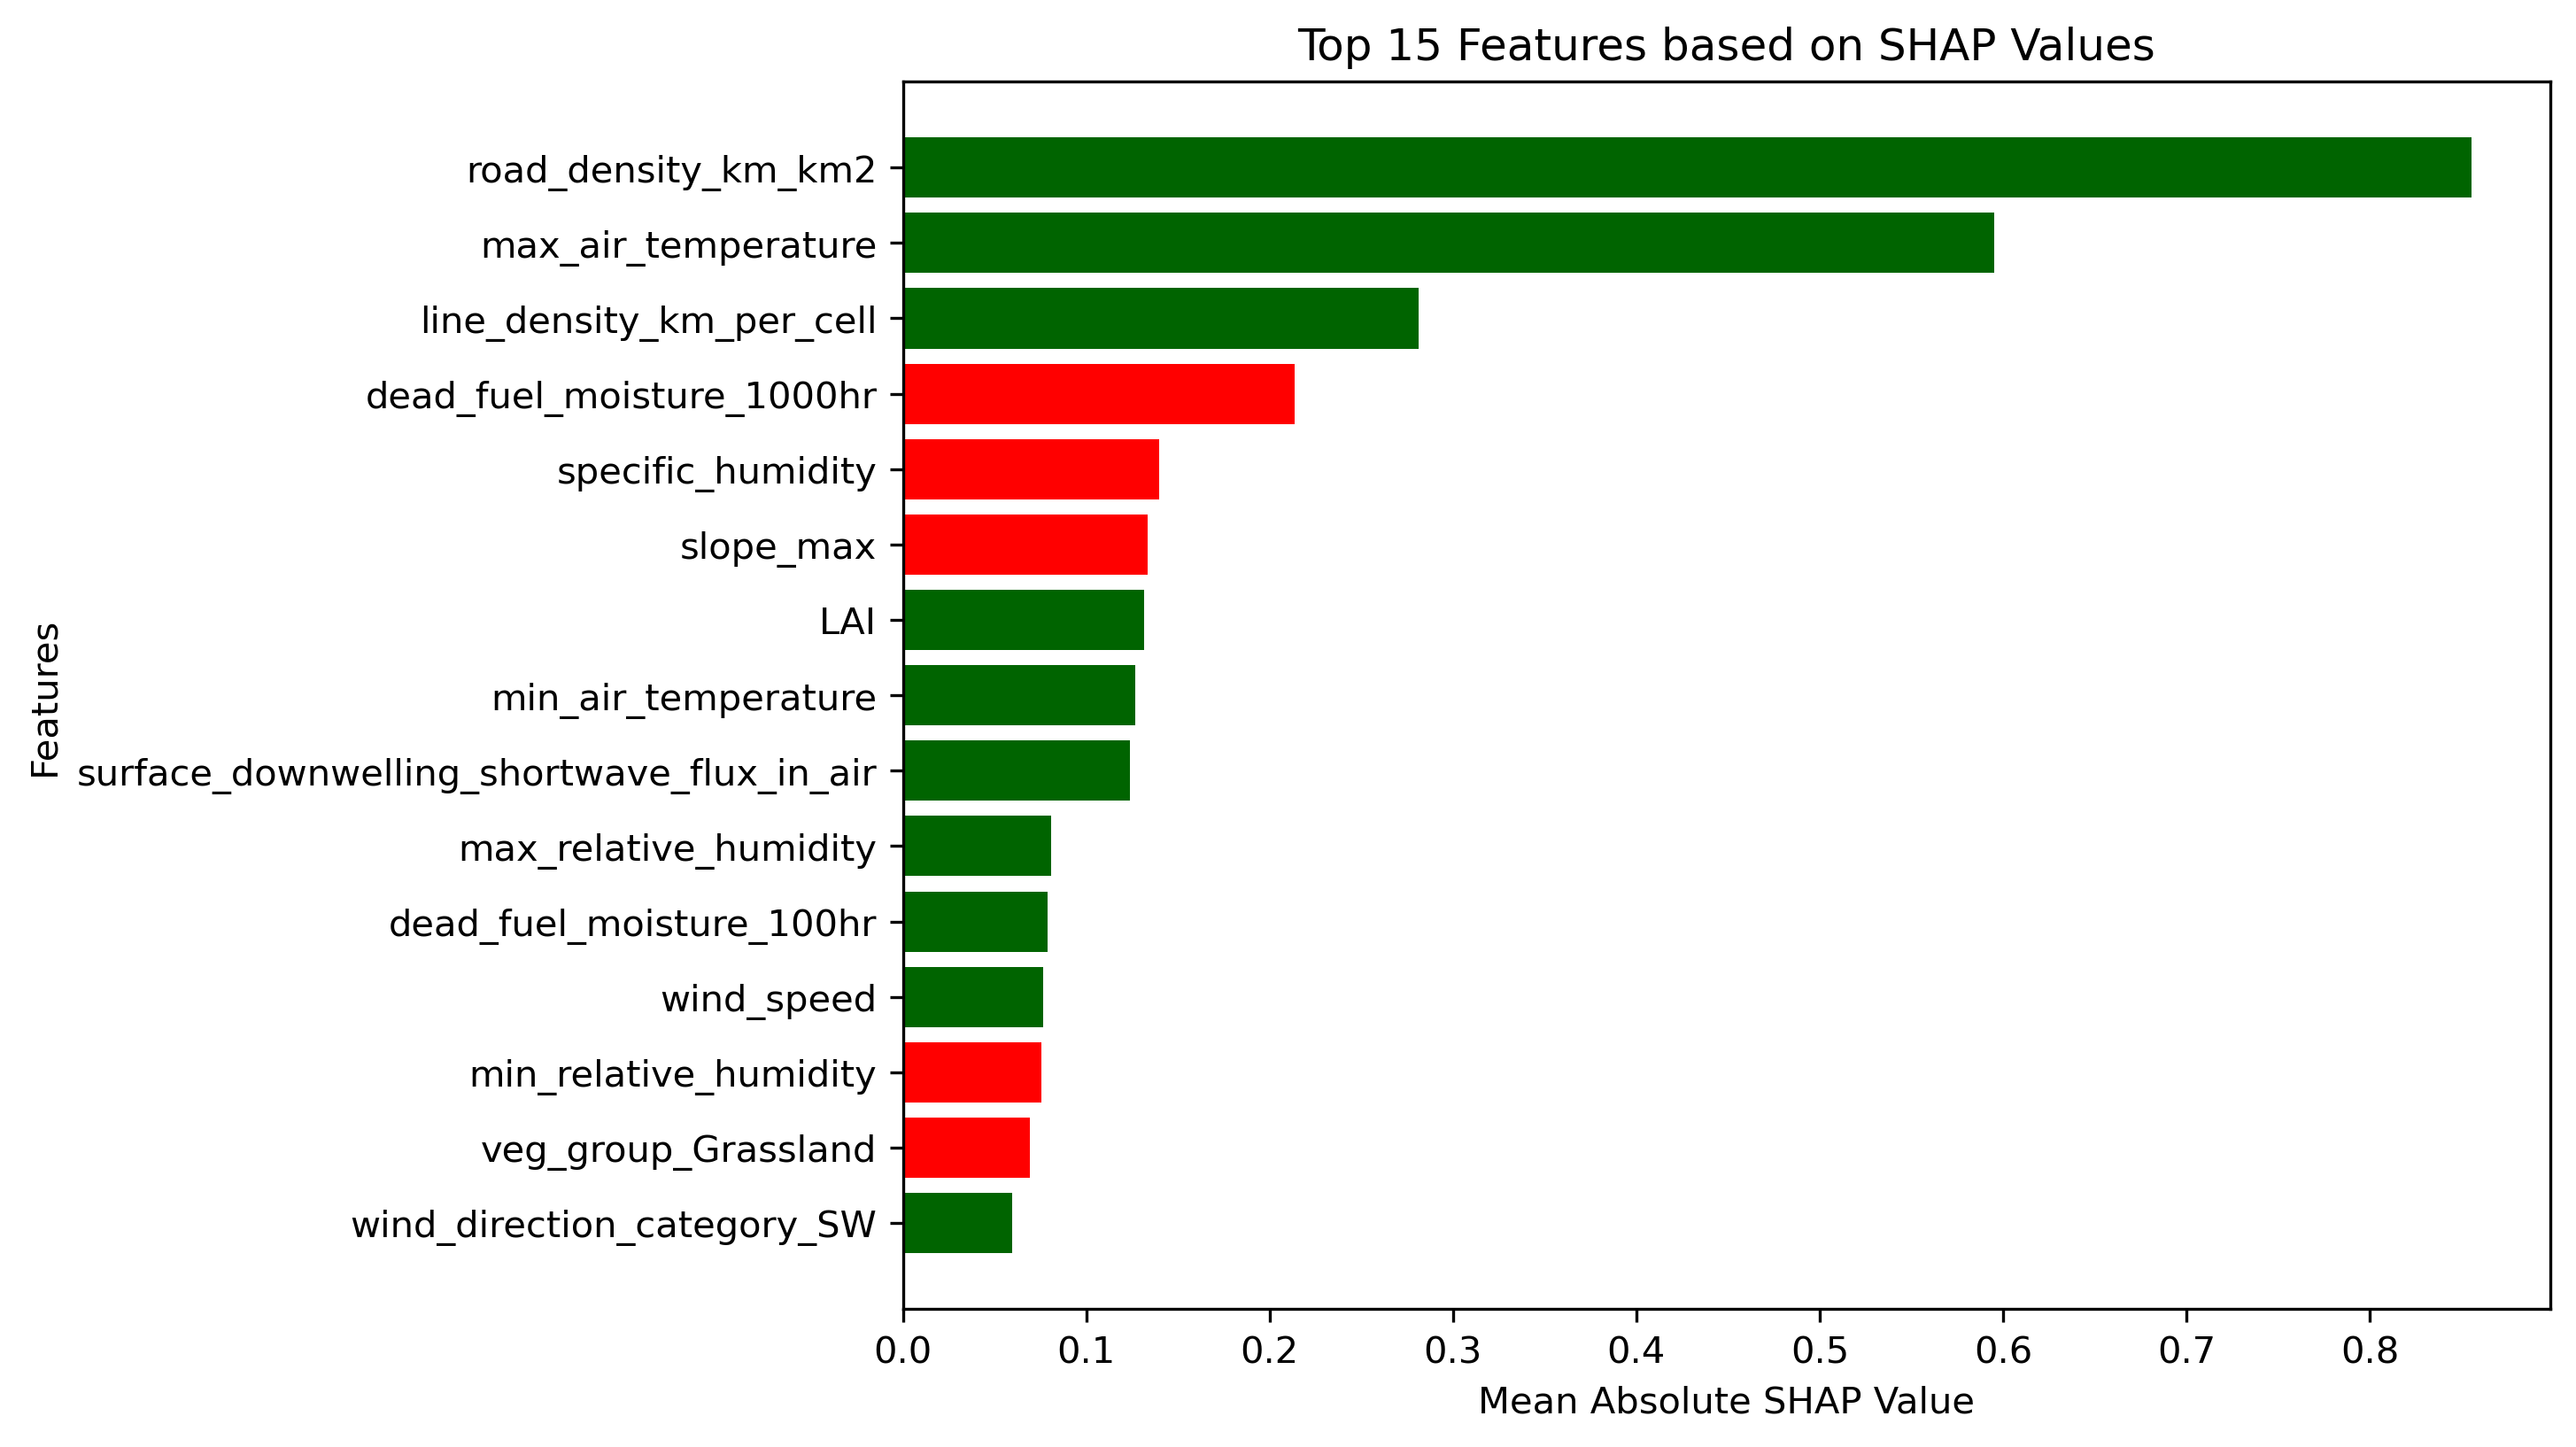 Top 15 Features based on SHAP Values
Features
road_density_km_km2
max_air_temperature
line_density_km_per_cell
dead_fuel_moisture_1000hr
specific_humidity
slope_max
LAI
min_air_temperature
surface_downwelling_shortwave_flux_in_air
max_relative_humidity
dead_fuel_moisture_100hr
wind_speed
min_relative_humidity
veg_group_Grassland
wind_direction_category_SW
0.0 0.1 0.2 0.3 0.4 0.5 0.6 0.7 0.8
Mean Absolute SHAP Value